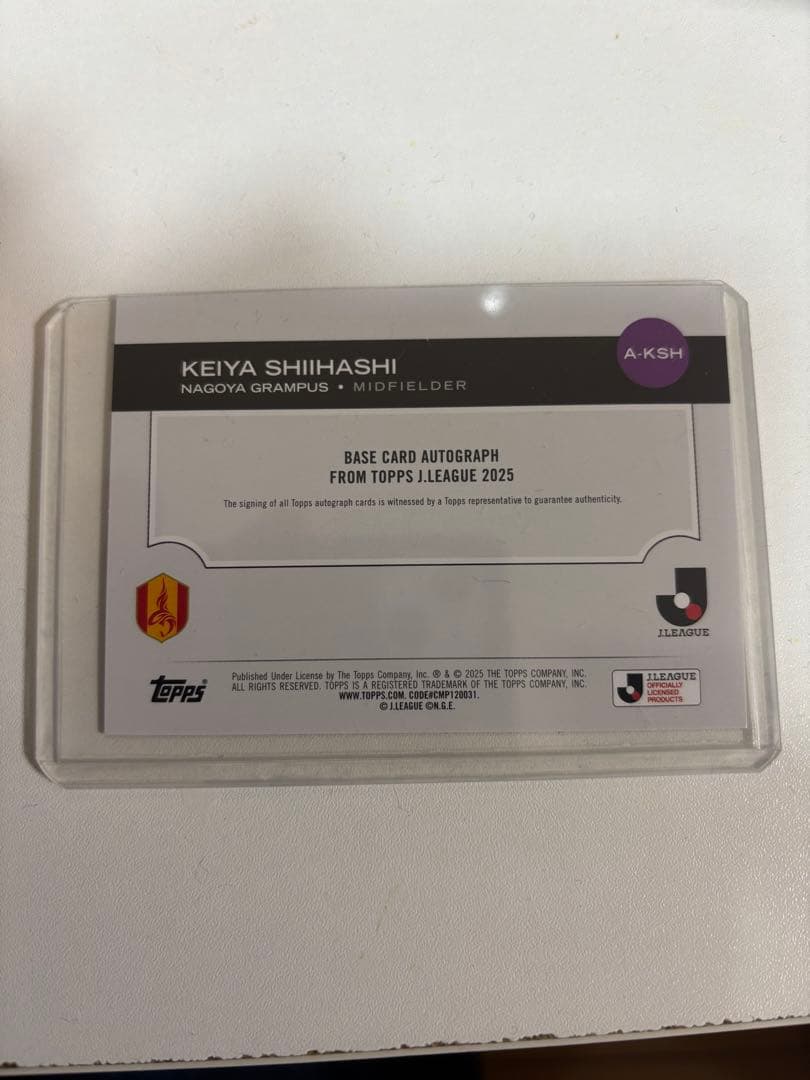 KEIYA SHIIHASHI
NAGOYA GRAMPUS • MIDFIELDER
A-KSH
BASE CARD AUTOGRAPH
FROM TOPPS J.LEAGUE 2025
The signing of all Topps autograph cards is witnessed by a Topps representative to guarantee authenticity.
J.LEAGUE
Topps®
Published Under License by The Topps Company, Inc. ® & © 2025 THE TOPPS COMPANY, INC.
ALL RIGHTS RESERVED. TOPPS IS A REGISTERED TRADEMARK OF THE TOPPS COMPANY, INC.
WWW.TOPPS.COM. CODE#CMP120031.
© J.LEAGUE ©N.G.E.
J.LEAGUE
OFFICIALLY
LICENSED
PRODUCTS